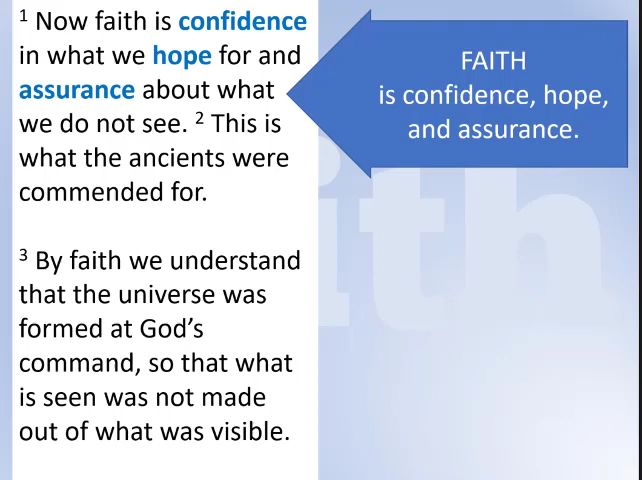 ¹ Now faith is confidence
in what we hope for and
assurance about what
we do not see. ² This is
what the ancients were
commended for.
³ By faith we understand
that the universe was
formed at God’s
command, so that what
is seen was not made
out of what was visible.
FAITH
is confidence, hope,
and assurance.
ith